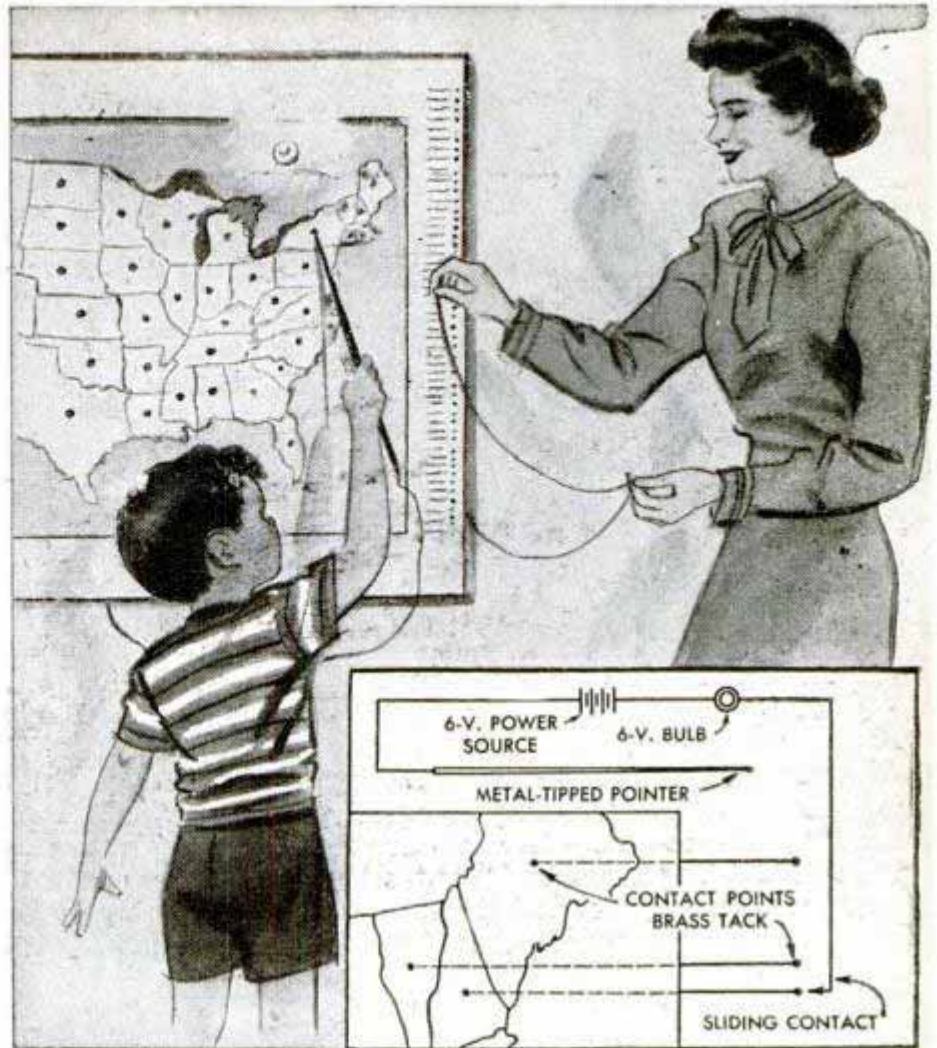 6-V. POWER
SOURCE
6-V. BULB
METAL-TIPPED POINTER
CONTACT POINTS
BRASS TACK
SLIDING CONTACT